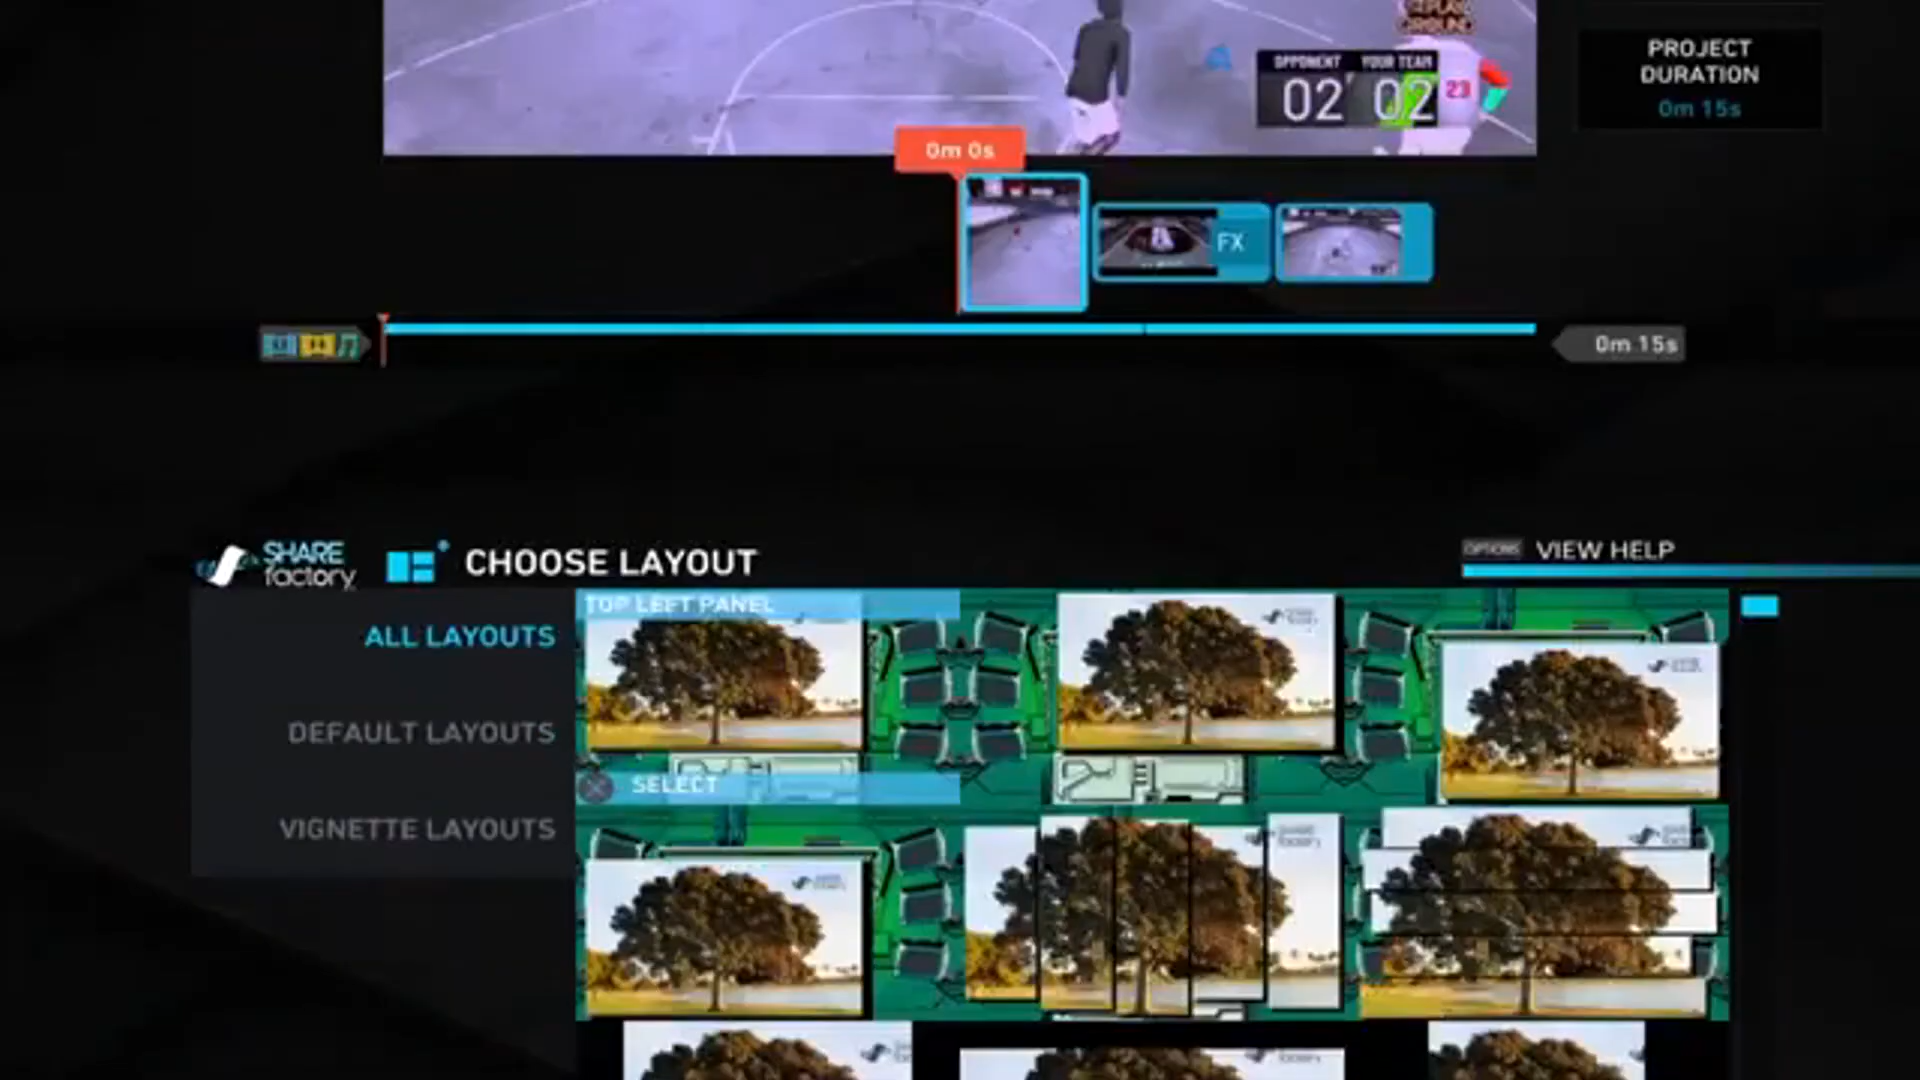 OPPONENT YOUR TEAM
02 02
23
PROJECT
DURATION
0m 15s
0m 0s
FX
0m 15s
SHARE
factory
CHOOSE LAYOUT
OPTIONS VIEW HELP
TOP LEFT PANEL
ALL LAYOUTS
DEFAULT LAYOUTS
SELECT
VIGNETTE LAYOUTS